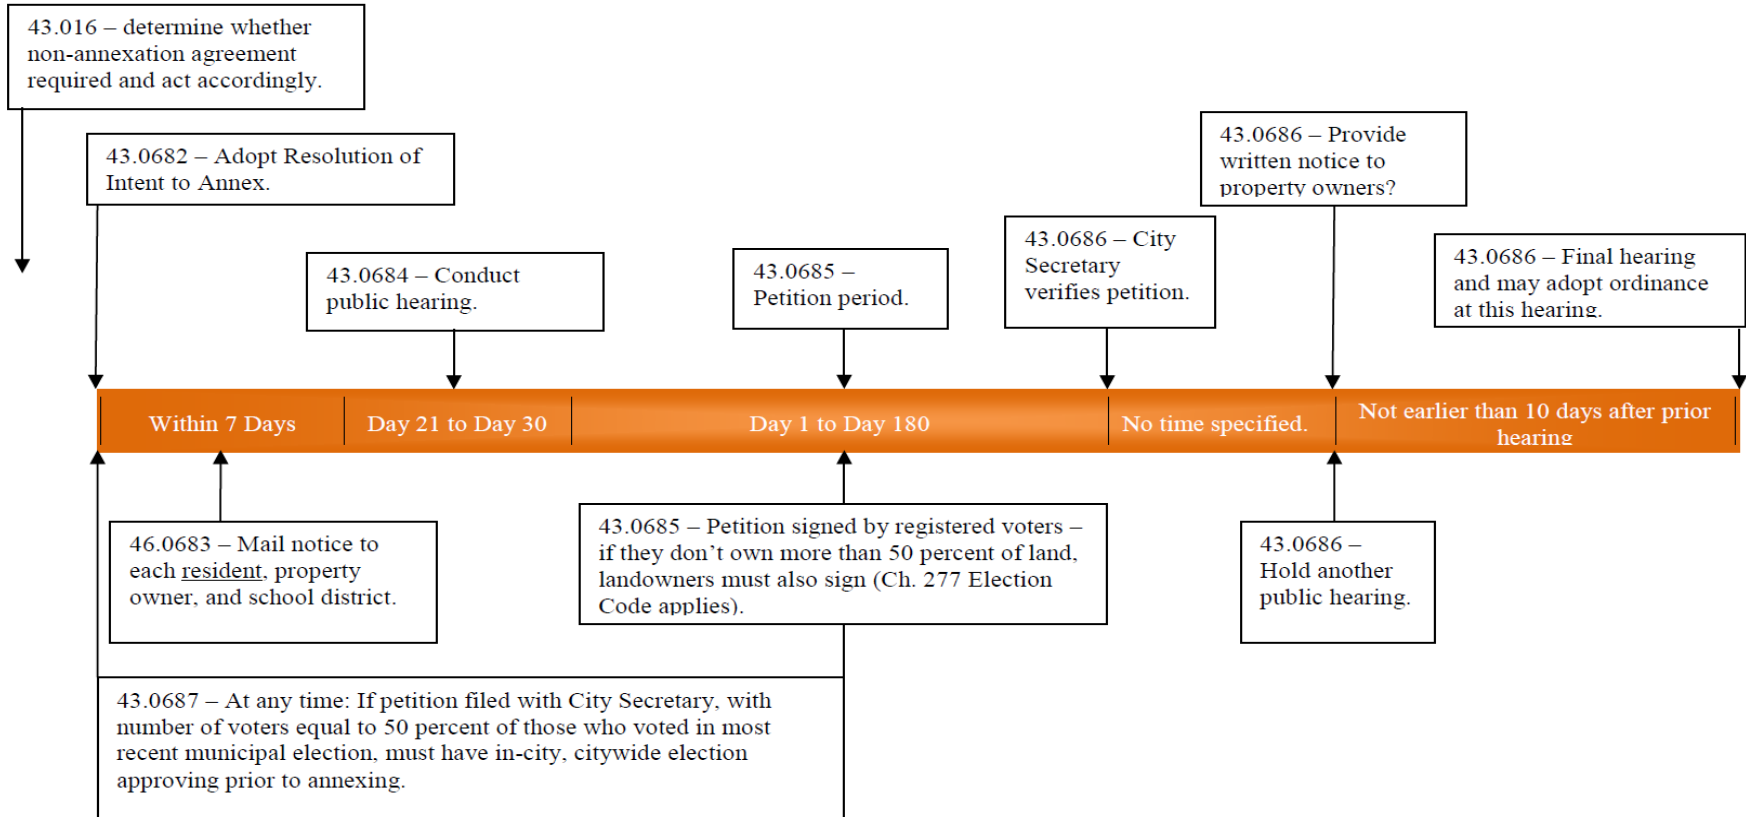 43.016 – determine whether
non-annexation agreement
required and act accordingly.
43.0682 – Adopt Resolution of
Intent to Annex.
43.0684 – Conduct
public hearing.
43.0685 –
Petition period.
43.0686 – City
Secretary
verifies petition.
43.0686 – Provide
written notice to
property owners?
43.0686 – Final hearing
and may adopt ordinance
at this hearing.
Within 7 Days
Day 21 to Day 30
Day 1 to Day 180
No time specified.
Not earlier than 10 days after prior
hearing
46.0683 – Mail notice to
each resident, property
owner, and school district.
43.0685 – Petition signed by registered voters –
if they don’t own more than 50 percent of land,
landowners must also sign (Ch. 277 Election
Code applies).
43.0686 –
Hold another
public hearing.
43.0687 – At any time: If petition filed with City Secretary, with
number of voters equal to 50 percent of those who voted in most
recent municipal election, must have in-city, citywide election
approving prior to annexing.